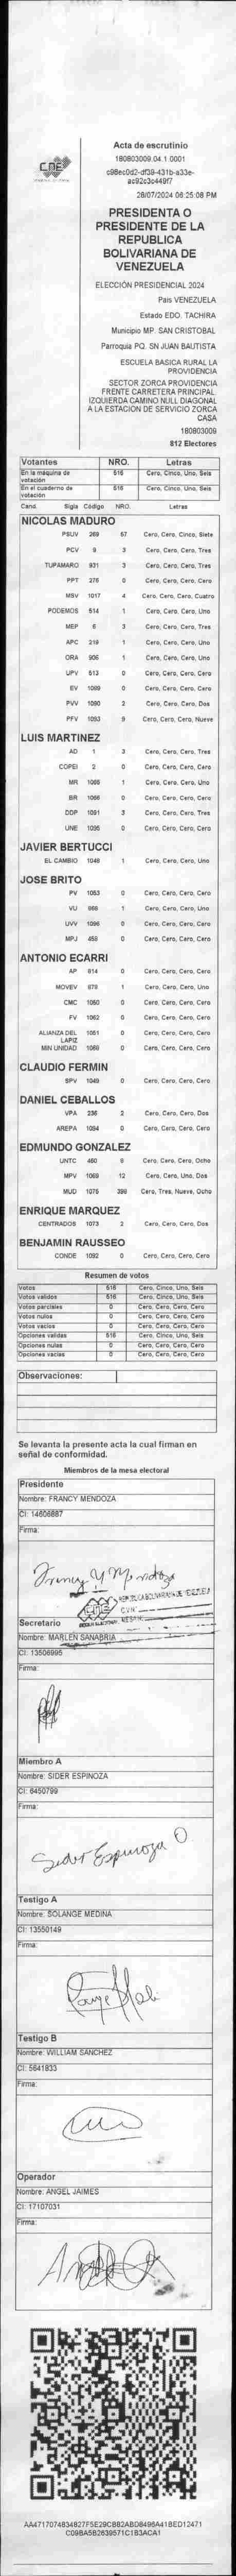 CNE
Acta de escrutinio
180803009.04.1.0001
28/07/2024 06:25:08 PM
PRESIDENTA O
PRESIDENTE DE LA
REPUBLICA
BOLIVARIANA DE
VENEZUELA
ELECCIÓN PRESIDENCIAL 2024
País VENEZUELA
Estado EDO. TACHIRA
Municipio MP. SAN CRISTOBAL
Parroquia PQ. SN JUAN BAUTISTA
ESCUELA BASICA RURAL LA
PROVIDENCIA
SECTOR ZORCA PROVIDENCIA
FRENTE CARRETERA PRINCIPAL.
IZQUIERDA CAMINO NULL DIAGONAL
A LA ESTACIÓN DE SERVICIO ZORCA
CASA
180803009
812 Electores
Votantes NRO. Letras
En la máquina de votación 516 Cero, Cinco, Uno, Seis
En el cuaderno de votación 516 Cero, Cinco, Uno, Seis
Cand. Sigla Código NRO. Letras
NICOLAS MADURO
PSUV 269 67 Cero, Cero, Cinco, Siete
PCV 3 Cero, Cero, Cero, Tres
TUPAMARO 931 3 Cero, Cero, Cero, Tres
PPT 276 0 Cero, Cero, Cero, Cero
MSV 1017 4 Cero, Cero, Cero, Cuatro
PODEMOS 514 1 Cero, Cero, Cero, Uno
MEP 6 3 Cero, Cero, Cero, Tres
APC 219 1 Cero, Cero, Cero, Uno
ORA 906 1 Cero, Cero, Cero, Uno
UPV 513 0 Cero, Cero, Cero, Cero
EV 1089 0 Cero, Cero, Cero, Cero
PVV 1090 2 Cero, Cero, Cero, Dos
PFV 1093 9 Cero, Cero, Cero, Nueve
LUIS MARTINEZ
AD 1 3 Cero, Cero, Cero, Tres
COPEI 2 0 Cero, Cero, Cero, Cero
MR 1 Cero, Cero, Cero, Uno
BR 0 Cero, Cero, Cero, Cero
DDP 1091 3 Cero, Cero, Cero, Tres
UNE 1095 0 Cero, Cero, Cero, Cero
JAVIER BERTUCCI
EL CAMBIO 1048 1 Cero, Cero, Cero, Uno
JOSE BRITO
PV 1053 0 Cero, Cero, Cero, Cero
VU 1 Cero, Cero, Cero, Uno
UVV 1096 0 Cero, Cero, Cero, Cero
MPJ 0 Cero, Cero, Cero, Cero
ANTONIO ECARRI
AP 0 Cero, Cero, Cero, Cero
MOVEV 1 Cero, Cero, Cero, Uno
CMC 1050 0 Cero, Cero, Cero, Cero
FV 1062 0 Cero, Cero, Cero, Cero
ALIANZA DEL LAPIZ 1051 0 Cero, Cero, Cero, Cero
MIN UNIDAD 0 Cero, Cero, Cero, Cero
CLAUDIO FERMIN
SPV 1049 0 Cero, Cero, Cero, Cero
DANIEL CEBALLOS
VPA 236 2 Cero, Cero, Cero, Dos
AREPA 1094 0 Cero, Cero, Cero, Cero
EDMUNDO GONZALEZ
UNTC 460 8 Cero, Cero, Cero, Ocho
MPV 1069 12 Cero, Cero, Uno, Dos
MUD 1075 398 Cero, Tres, Nueve, Ocho
ENRIQUE MARQUEZ
CENTRADOS 1073 2 Cero, Cero, Cero, Dos
BENJAMIN RAUSSEO
CONDE 1092 0 Cero, Cero, Cero, Cero
Resumen de votos
Votos 516 Cero, Cinco, Uno, Seis
Votos validos 516 Cero, Cinco, Uno, Seis
Votos parciales 0 Cero, Cero, Cero, Cero
Votos nulos 0 Cero, Cero, Cero, Cero
Votos vacios 0 Cero, Cero, Cero, Cero
Opciones validas 516 Cero, Cinco, Uno, Seis
Opciones nulas 0 Cero, Cero, Cero, Cero
Opciones vacias 0 Cero, Cero, Cero, Cero
Observaciones:
Se levanta la presente acta la cual firman en
señal de conformidad.
Miembros de la mesa electoral
Presidente
Nombre: FRANCY MENDOZA
CI: 14606887
Firma:
Francy Y Mendoza
CNE
REPUBLICA BOLIVARIANA DE VENEZUELA
Secretario
Nombre: MARLEN SANABRIA
CI: 13506995
Firma:
Miembro A
Nombre: SIDER ESPINOZA
CI: 9450799
Firma:
Sider Espinoza O
Testigo A
Nombre: SOLANGE MEDINA
CI: 13550149
Firma:
Testigo B
Nombre: WILLIAM SANCHEZ
CI: 5641833
Firma:
Operador
Nombre: ANGEL JAIMES
CI: 17107031
Firma: